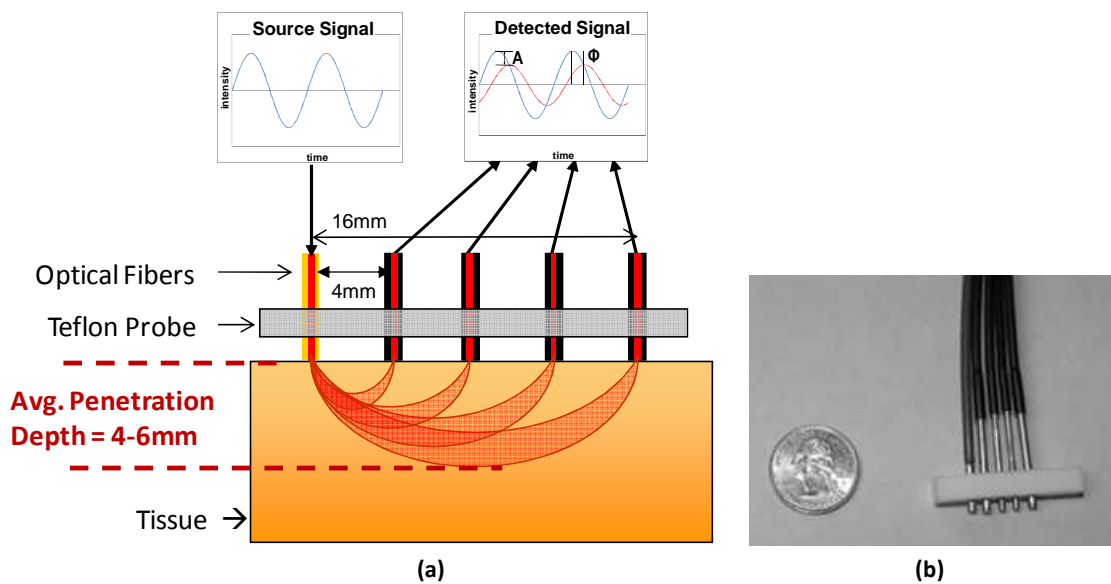 Source Signal
intensity
time
Detected Signal
A
Φ
intensity
time
16mm
Optical Fibers
4mm
Teflon Probe
Avg. Penetration
Depth = 4-6mm
Tissue
(a)
(b)